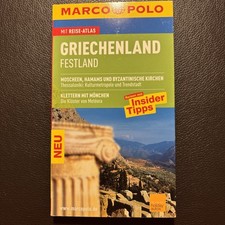 MARCO POLO
MIT REISE-ATLAS
GRIECHENLAND
FESTLAND
MOSCHEEN, HAMAMS UND BYZANTINISCHE KIRCHEN
Thessaloniki: Kulturmetropole und Trendstadt
KLETTERN MIT MÖNCHEN
Die Klöster von Meteora
Insider
Tipps
NEU